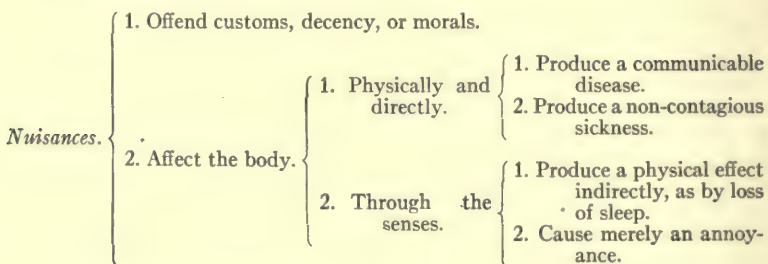 1. Offend customs, decency, or morals.
Nuisances.
2. Affect the body.
1. Physically and
directly.
1. Produce a communicable
disease.
2. Produce a non-contagious
sickness.
2. Through the
senses.
1. Produce a physical effect
indirectly, as by loss
of sleep.
2. Cause merely an annoy-
ance.